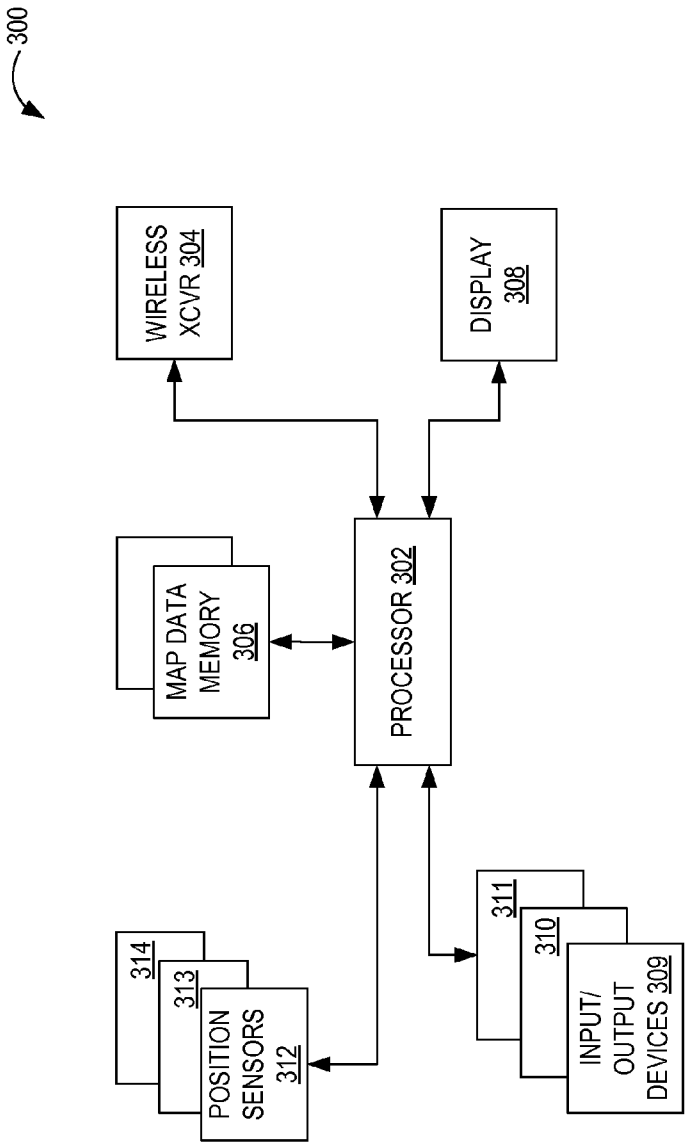 300
POSITION
SENSORS
312
313
314
MAP DATA
MEMORY
306
WIRELESS
XCVR 304
PROCESSOR 302
INPUT/
OUTPUT
DEVICES 309
310
311
DISPLAY
308